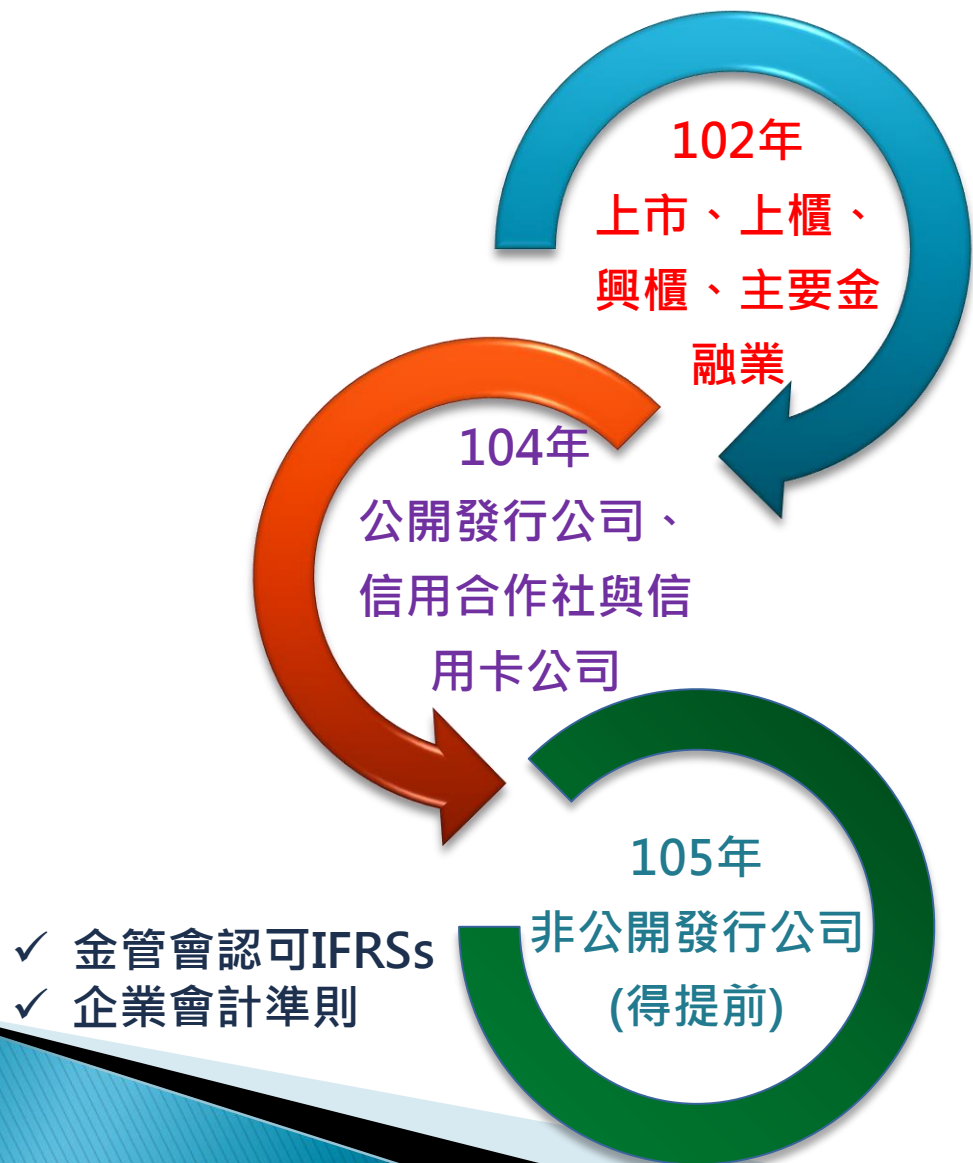 102年
上市、上櫃、
興櫃、主要金
融業
104年
公開發行公司、
信用合作社與信
用卡公司
105年
非公開發行公司
(得提前)
✓ 金管會認可IFRSs
✓ 企業會計準則